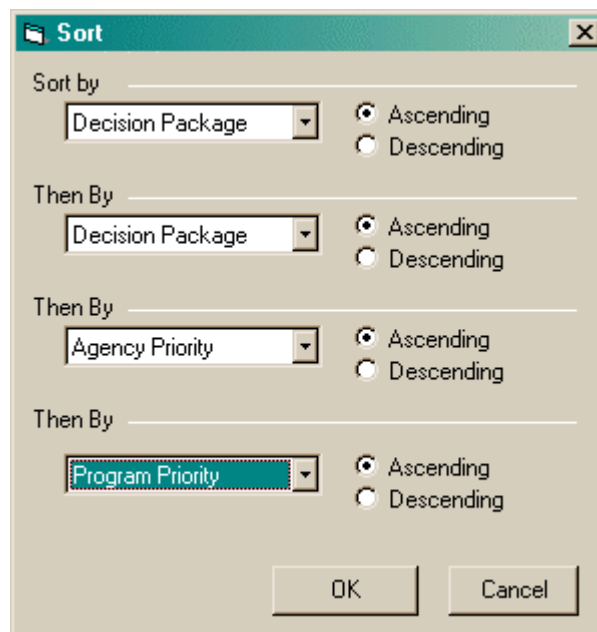 Sort
Sort by
Decision Package
Ascending
Descending
Then By
Decision Package
Ascending
Descending
Then By
Agency Priority
Ascending
Descending
Then By
Program Priority
Ascending
Descending
OK Cancel